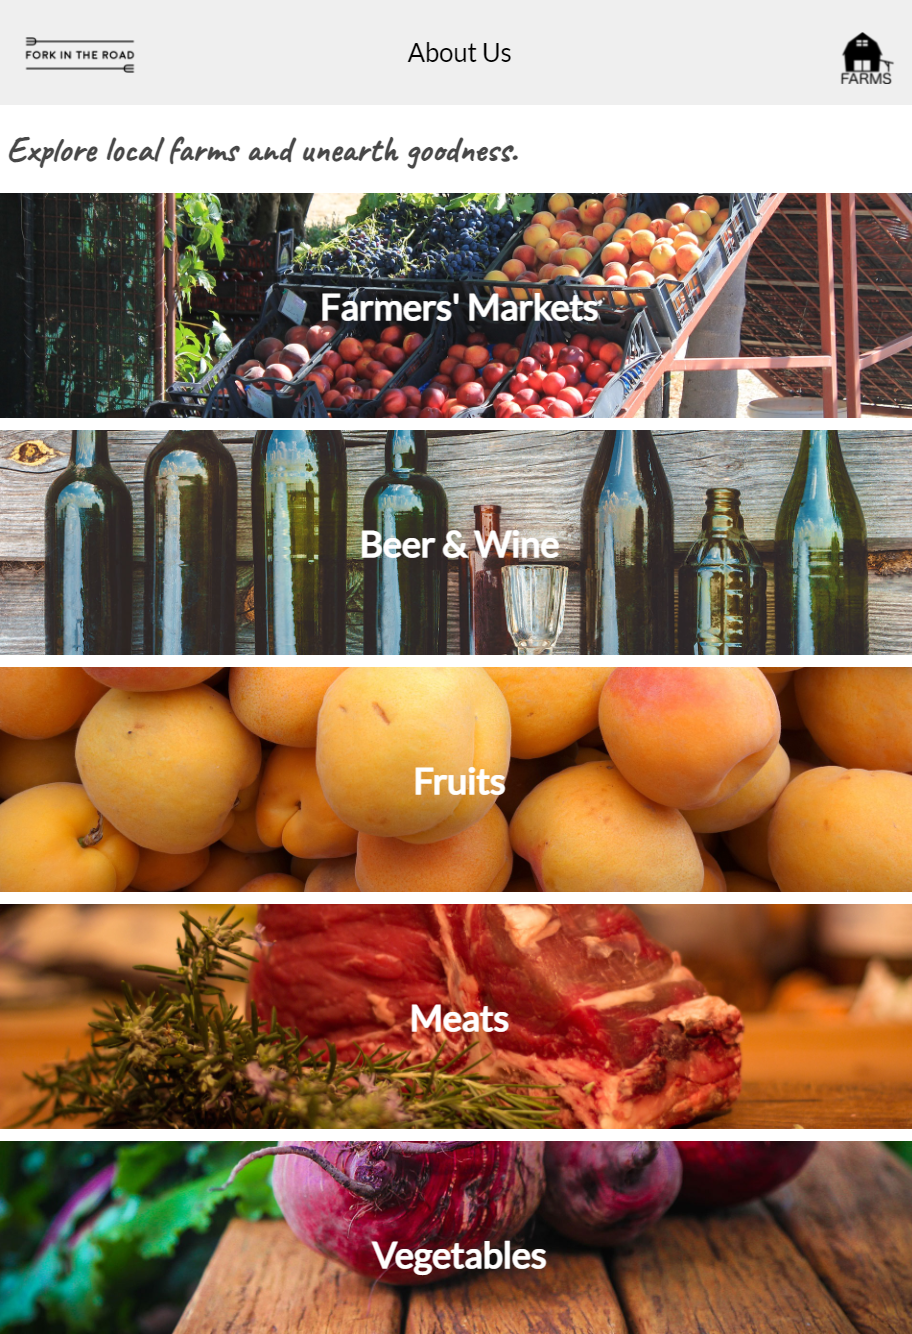 FORK IN THE ROAD
About Us
FARMS
Explore local farms and unearth goodness.
Farmers' Markets
Beer & Wine
Fruits
Meats
Vegetables